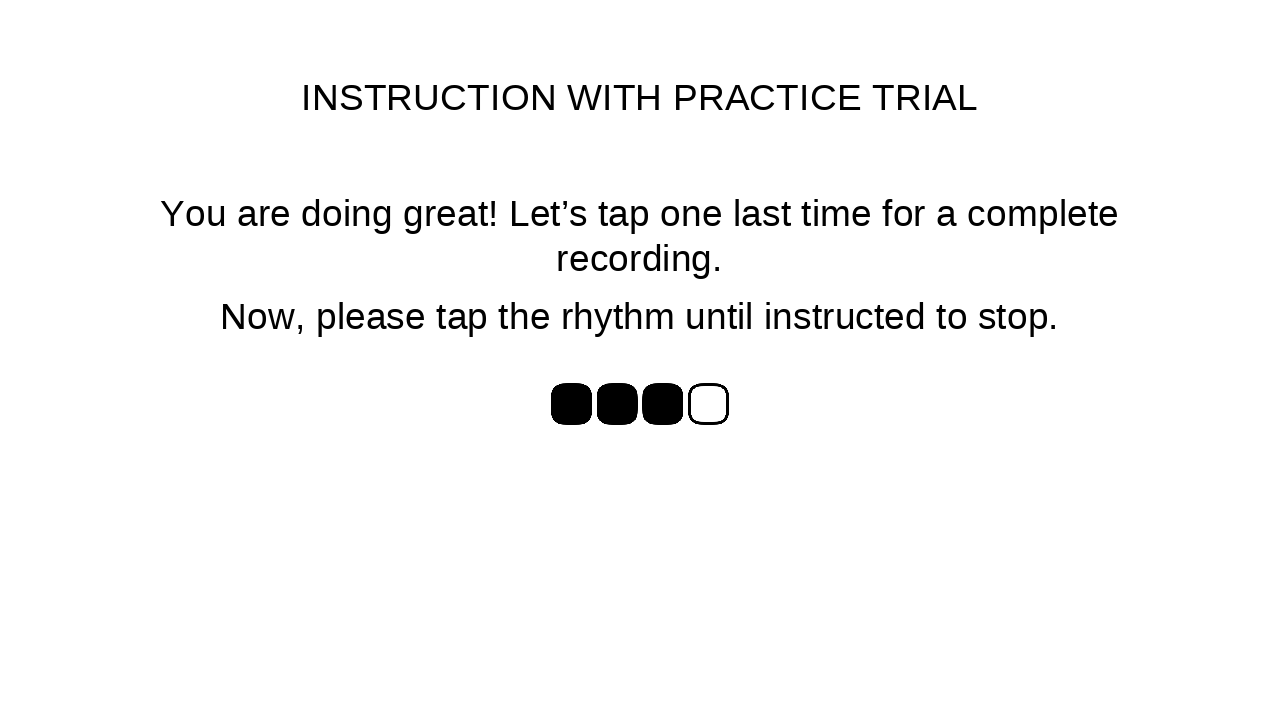 INSTRUCTION WITH PRACTICE TRIAL
You are doing great! Let’s tap one last time for a complete
recording.
Now, please tap the rhythm until instructed to stop.